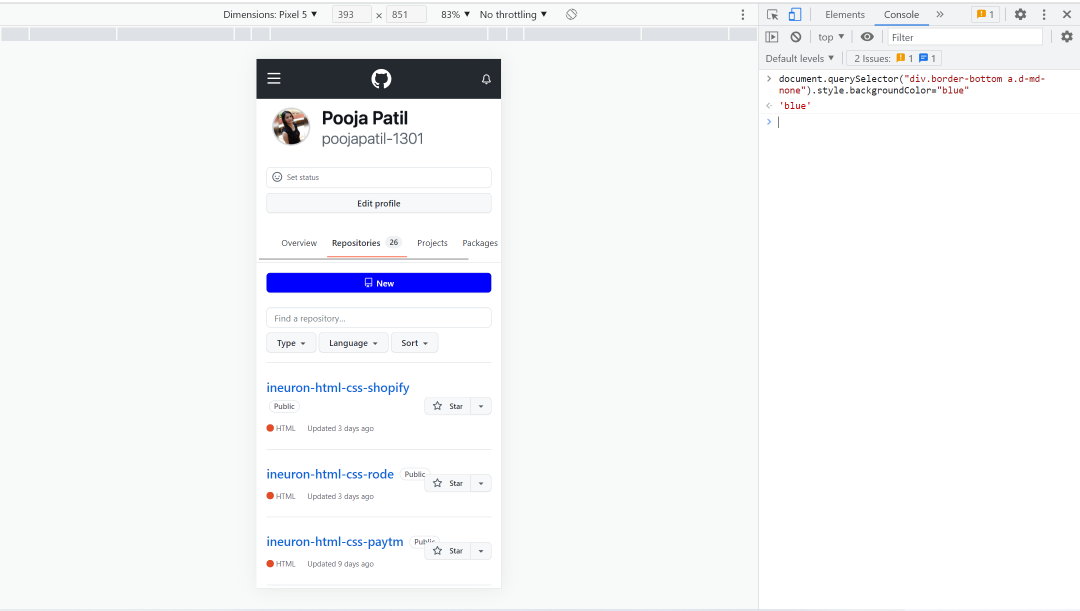 Dimensions: Pixel 5 ▼ 393 × 851 83% ▼ No throttling ▼
Elements Console » 1
top ▼ Filter
Default levels ▼ 2 Issues: 1 1
document.querySelector("div.border-bottom a.d-md-
none").style.backgroundColor="blue"
'blue'
Pooja Patil
poojapatil-1301
Set status
Edit profile
Overview Repositories 26 Projects Packages
New
Find a repository...
Type Language Sort
ineuron-html-css-shopify
Public
Star
HTML Updated 3 days ago
ineuron-html-css-rode Public
Star
HTML Updated 3 days ago
ineuron-html-css-paytm Public
Star
HTML Updated 9 days ago